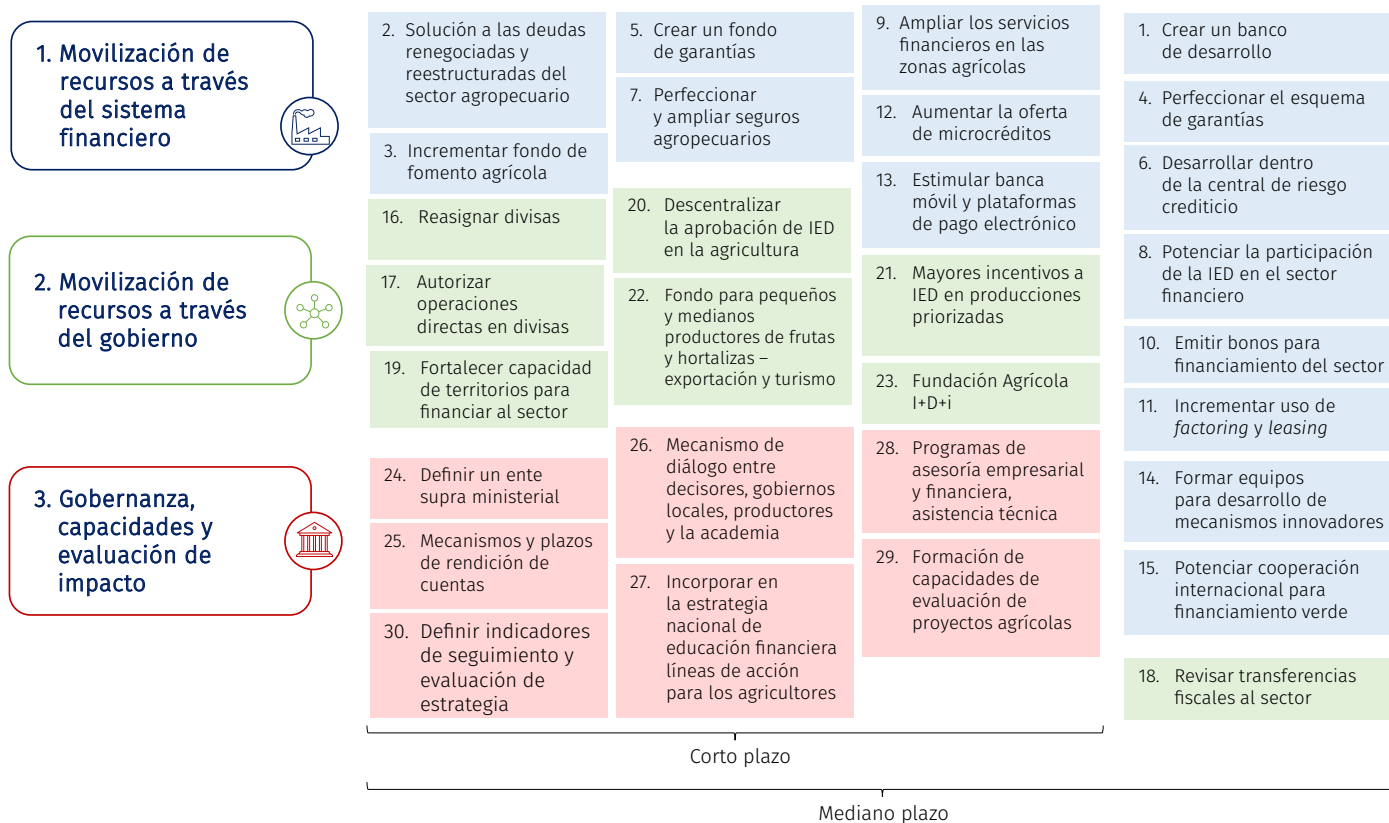 1. Movilización de
recursos a través
del sistema
financiero
2. Movilización de
recursos a través
del gobierno
3. Gobernanza,
capacidades y
evaluación de
impacto
2. Solución a las deudas
renegociadas y
reestructuradas del
sector agropecuario
3. Incrementar fondo de
fomento agrícola
16. Reasignar divisas
17. Autorizar
operaciones
directas en divisas
19. Fortalecer capacidad
de territorios para
financiar al sector
24. Definir un ente
supra ministerial
25. Mecanismos y plazos
de rendición de
cuentas
30. Definir indicadores
de seguimiento y
evaluación de
estrategia
5. Crear un fondo
de garantías
7. Perfeccionar
y ampliar seguros
agropecuarios
20. Descentralizar
la aprobación de IED
en la agricultura
22. Fondo para pequeños
y medianos
productores de frutas
y hortalizas –
exportación y turismo
26. Mecanismo de
diálogo entre
decisores, gobiernos
locales, productores
y la academia
27. Incorporar en
la estrategia
nacional de
educación financiera
líneas de acción
para los agricultores
9. Ampliar los servicios
financieros en las
zonas agrícolas
12. Aumentar la oferta
de microcréditos
13. Estimular banca
móvil y plataformas
de pago electrónico
21. Mayores incentivos a
IED en producciones
priorizadas
23. Fundación Agrícola
I+D+i
28. Programas de
asesoría empresarial
y financiera,
asistencia técnica
29. Formación de
capacidades de
evaluación de
proyectos agrícolas
1. Crear un banco
de desarrollo
4. Perfeccionar el esquema
de garantías
6. Desarrollar dentro
de la central de riesgo
crediticio
8. Potenciar la participación
de la IED en el sector
financiero
10. Emitir bonos para
financiamiento del sector
11. Incrementar uso de
factoring y leasing
14. Formar equipos
para desarrollo de
mecanismos innovadores
15. Potenciar cooperación
internacional para
financiamiento verde
18. Revisar transferencias
fiscales al sector
Corto plazo
Mediano plazo